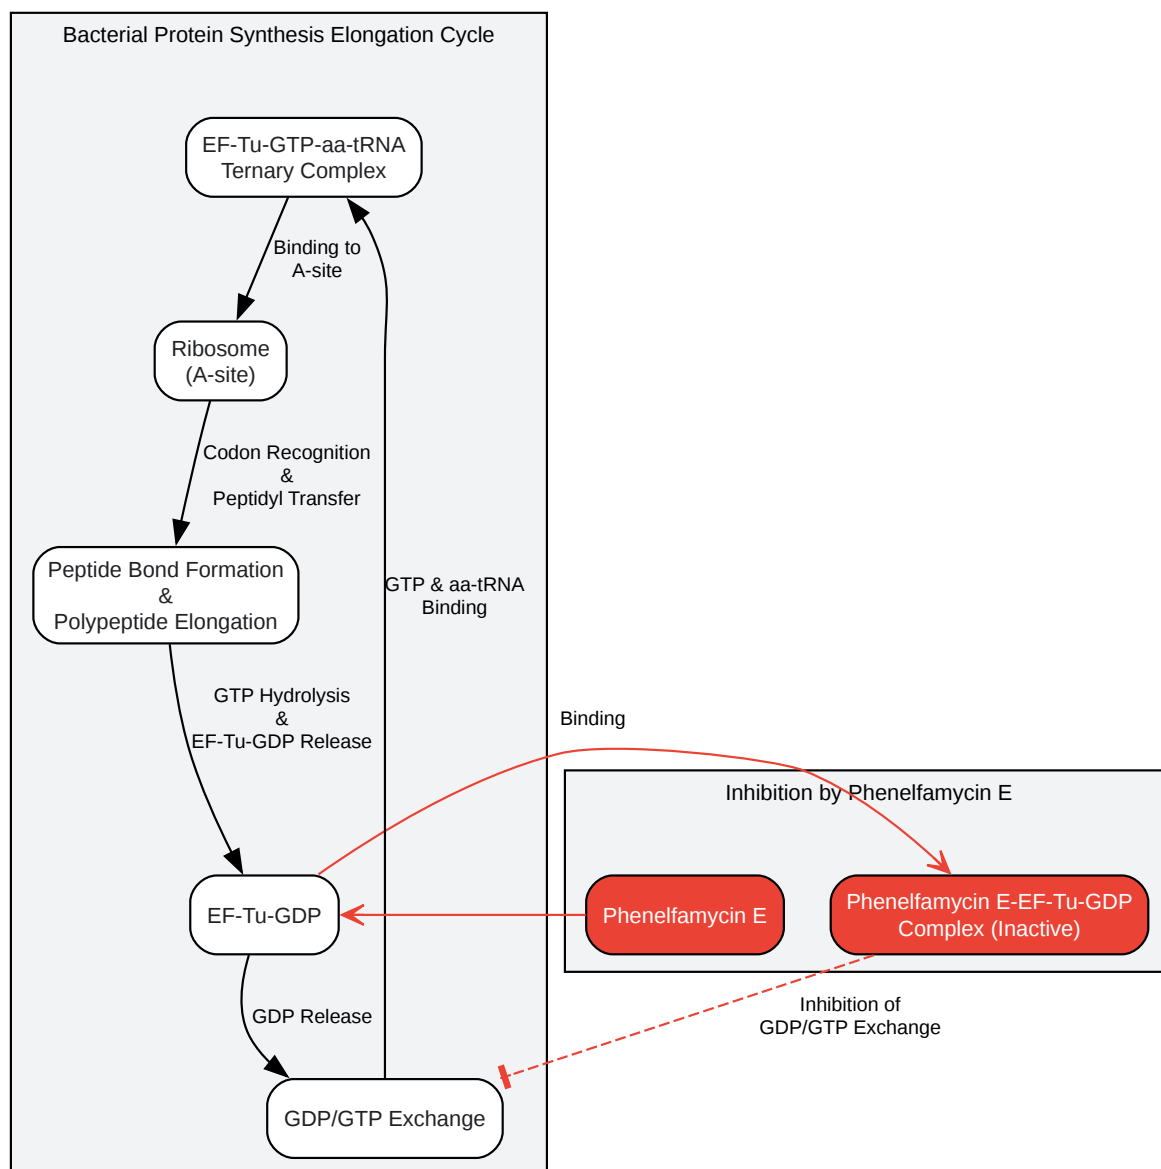 Bacterial Protein Synthesis Elongation Cycle
EF-Tu-GTP-aa-tRNA
Ternary Complex
Binding to
A-site
Ribosome
(A-site)
Codon Recognition
&
Peptidyl Transfer
Peptide Bond Formation
&
Polypeptide Elongation
GTP & aa-tRNA
Binding
GTP Hydrolysis
&
EF-Tu-GDP Release
Binding
Inhibition by Phenelfamycin E
EF-Tu-GDP
Phenelfamycin E
Phenelfamycin E-EF-Tu-GDP
Complex (Inactive)
GDP Release
Inhibition of
GDP/GTP Exchange
GDP/GTP Exchange